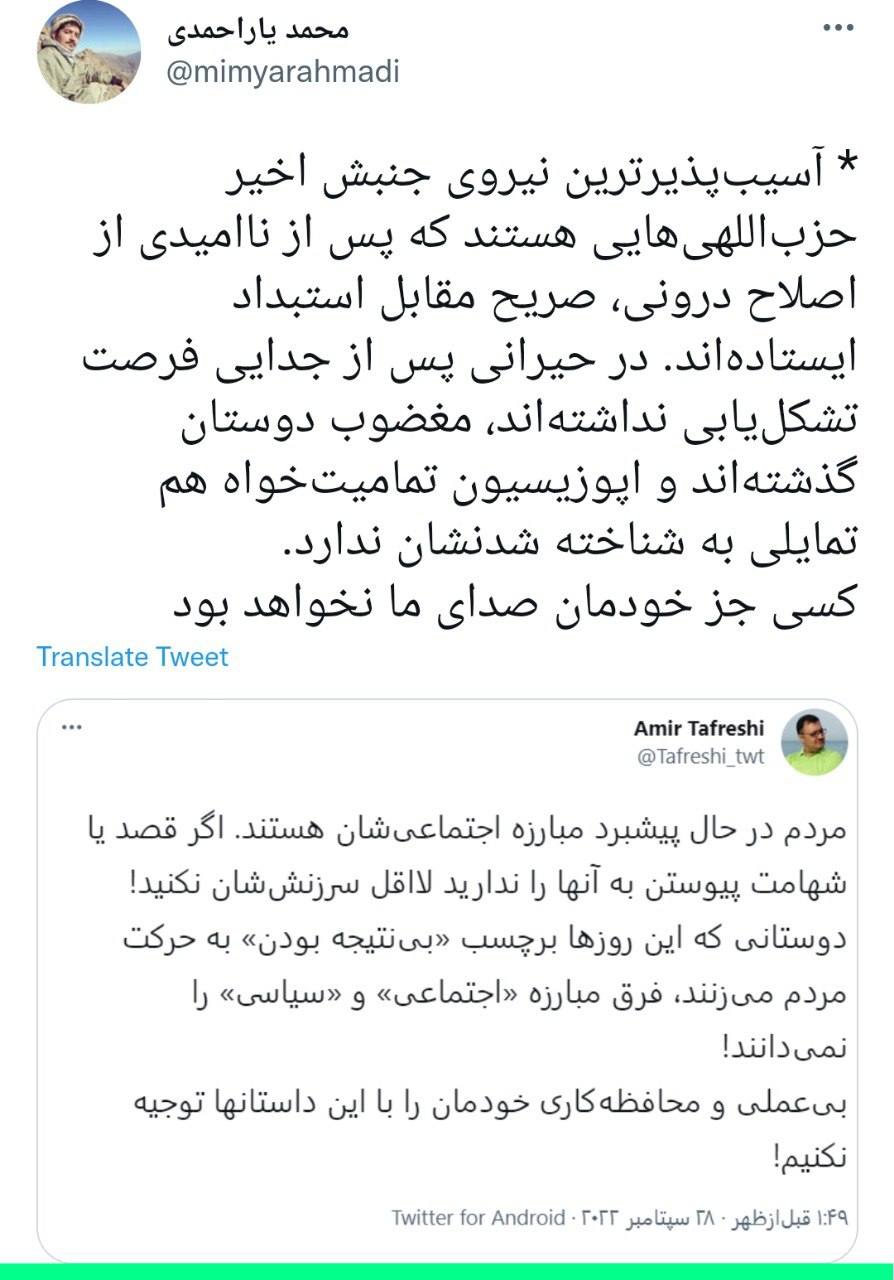 محمد یاراحمدی
@mimyarahmadi
* آسیب‌پذیرترین نیروی جنبش اخیر
حزب‌اللهی‌هایی هستند که پس از ناامیدی از
اصلاح درونی، صریح مقابل استبداد
ایستاده‌اند. در حیرانی پس از جدایی فرصت
تشکل‌یابی نداشته‌اند، مغضوب دوستان
گذشته‌اند و اپوزیسیون تمامیت‌خواه هم
تمایلی به شناخته شدنشان ندارد.
کسی جز خودمان صدای ما نخواهد بود
Translate Tweet
Amir Tafreshi
@Tafreshi_twt
مردم در حال پیشبرد مبارزه اجتماعی‌شان هستند. اگر قصد یا
شهامت پیوستن به آنها را ندارید لااقل سرزنش‌شان نکنید!
دوستانی که این روزها برچسب «بی‌نتیجه بودن» به حرکت
مردم می‌زنند، فرق مبارزه «اجتماعی» و «سیاسی» را
نمی‌دانند!
بی‌عملی و محافظه‌کاری خودمان را با این داستانها توجیه
نکنیم!
۱:۴۹ قبل‌ازظهر · ۲۸ سپتامبر ۲۰۲۲ · Twitter for Android